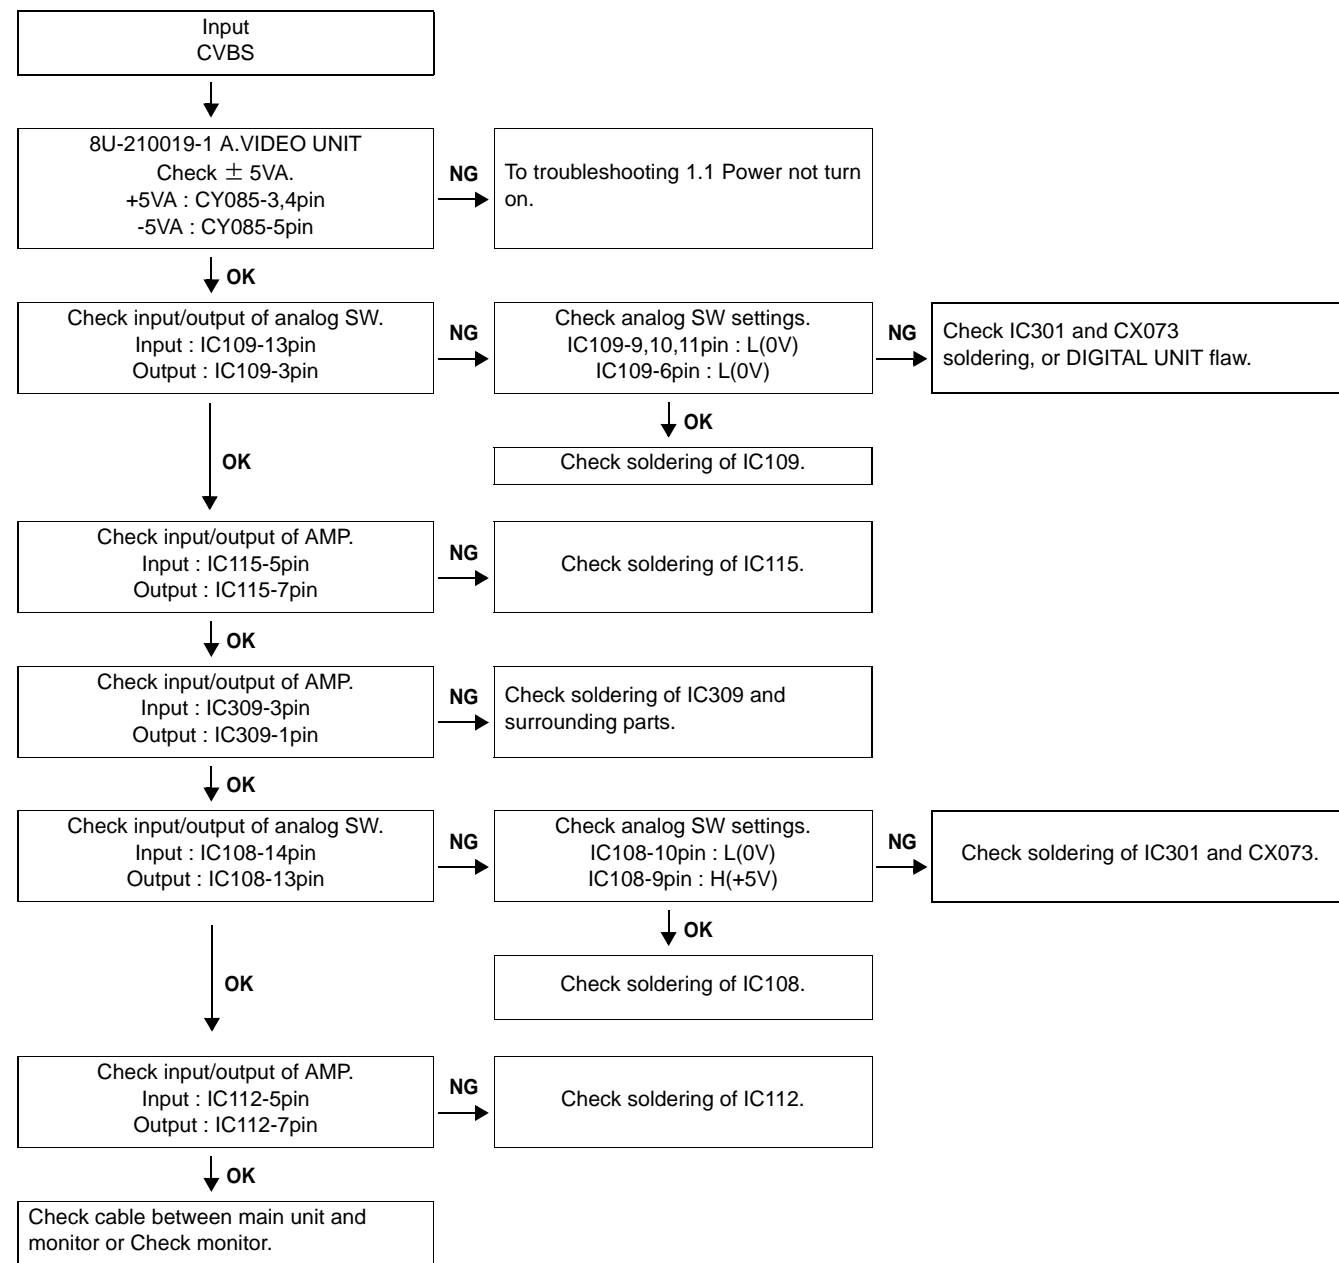 Input
CVBS
8U-210019-1 A.VIDEO UNIT
Check ± 5VA.
+5VA : CY085-3,4pin
-5VA : CY085-5pin
NG
To troubleshooting 1.1 Power not turn
on.
OK
Check input/output of analog SW.
Input : IC109-13pin
Output : IC109-3pin
NG
Check analog SW settings.
IC109-9,10,11pin : L(0V)
IC109-6pin : L(0V)
NG
Check IC301 and CX073
soldering, or DIGITAL UNIT flaw.
OK
Check soldering of IC109.
OK
Check input/output of AMP.
Input : IC115-5pin
Output : IC115-7pin
NG
Check soldering of IC115.
OK
Check input/output of AMP.
Input : IC309-3pin
Output : IC309-1pin
NG
Check soldering of IC309 and
surrounding parts.
OK
Check input/output of analog SW.
Input : IC108-14pin
Output : IC108-13pin
NG
Check analog SW settings.
IC108-10pin : L(0V)
IC108-9pin : H(+5V)
NG
Check soldering of IC301 and CX073.
OK
Check soldering of IC108.
OK
Check input/output of AMP.
Input : IC112-5pin
Output : IC112-7pin
NG
Check soldering of IC112.
OK
Check cable between main unit and
monitor or Check monitor.